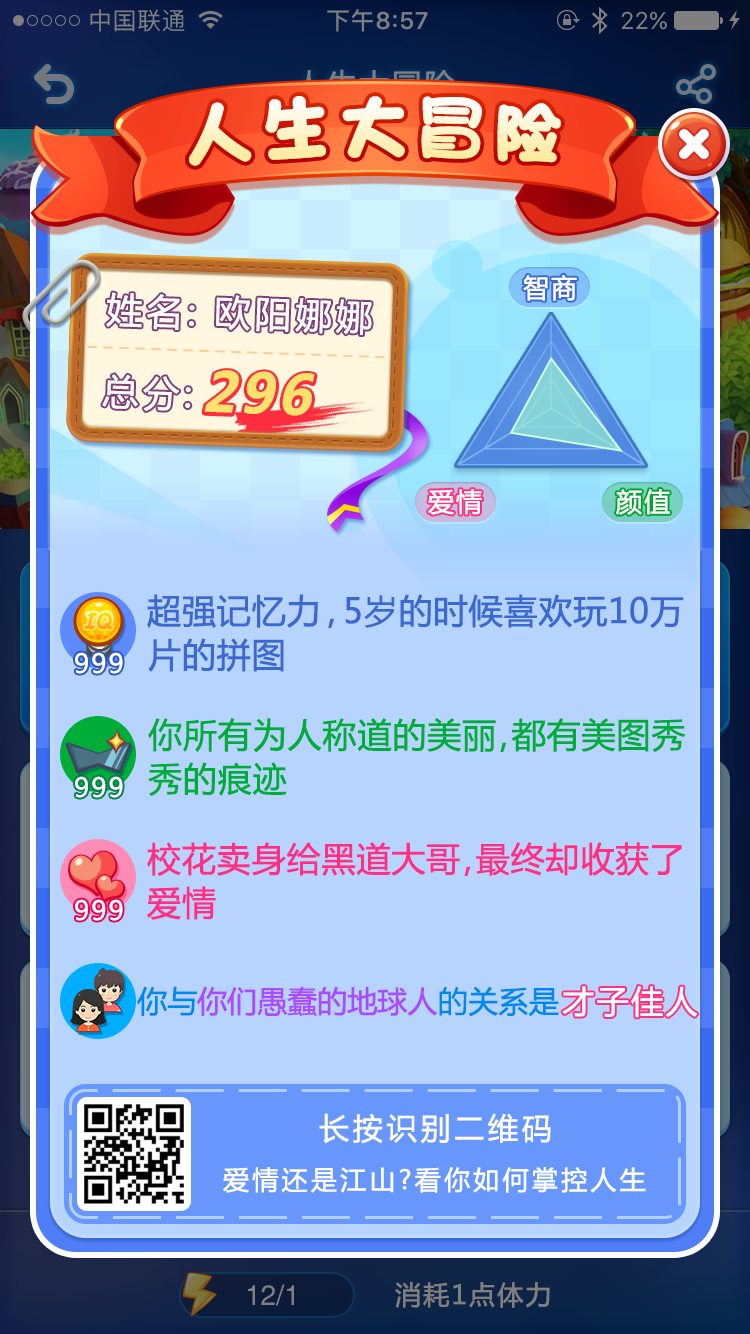 中国联通 下午8:57 22%
人生大冒险
人生大冒险
姓名:欧阳娜娜
总分:296
智商
爱情 颜值
IQ
999
超强记忆力,5岁的时候喜欢玩10万
片的拼图
999
你所有为人称道的美丽,都有美图秀
秀的痕迹
999
校花卖身给黑道大哥,最终却收获了
爱情
你与你们愚蠢的地球人的关系是才子佳人
长按识别二维码
爱情还是江山?看你如何掌控人生
12/1 消耗1点体力